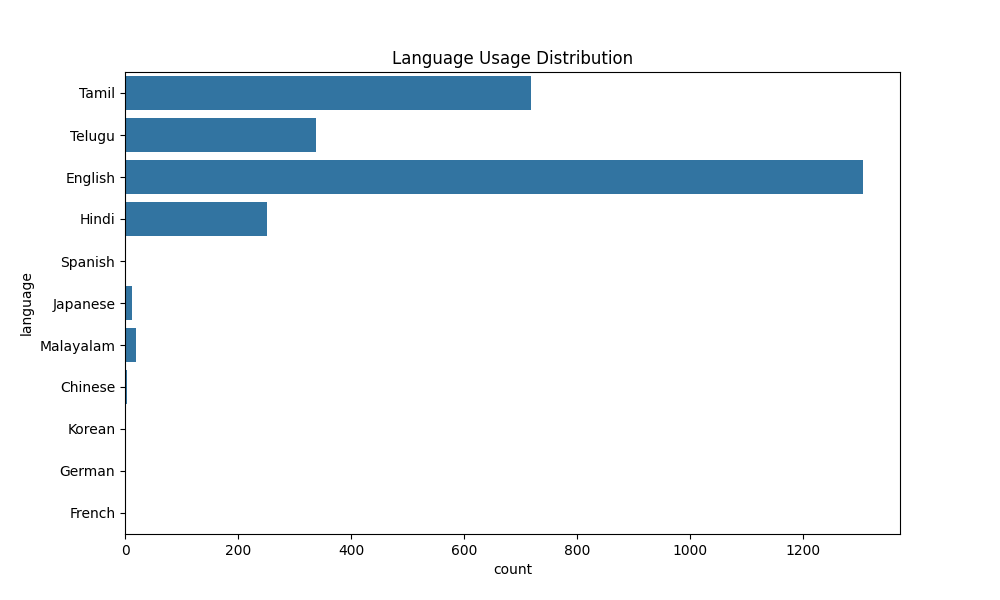 Language Usage Distribution
language
Tamil
Telugu
English
Hindi
Spanish
Japanese
Malayalam
Chinese
Korean
German
French
0 200 400 600 800 1000 1200
count